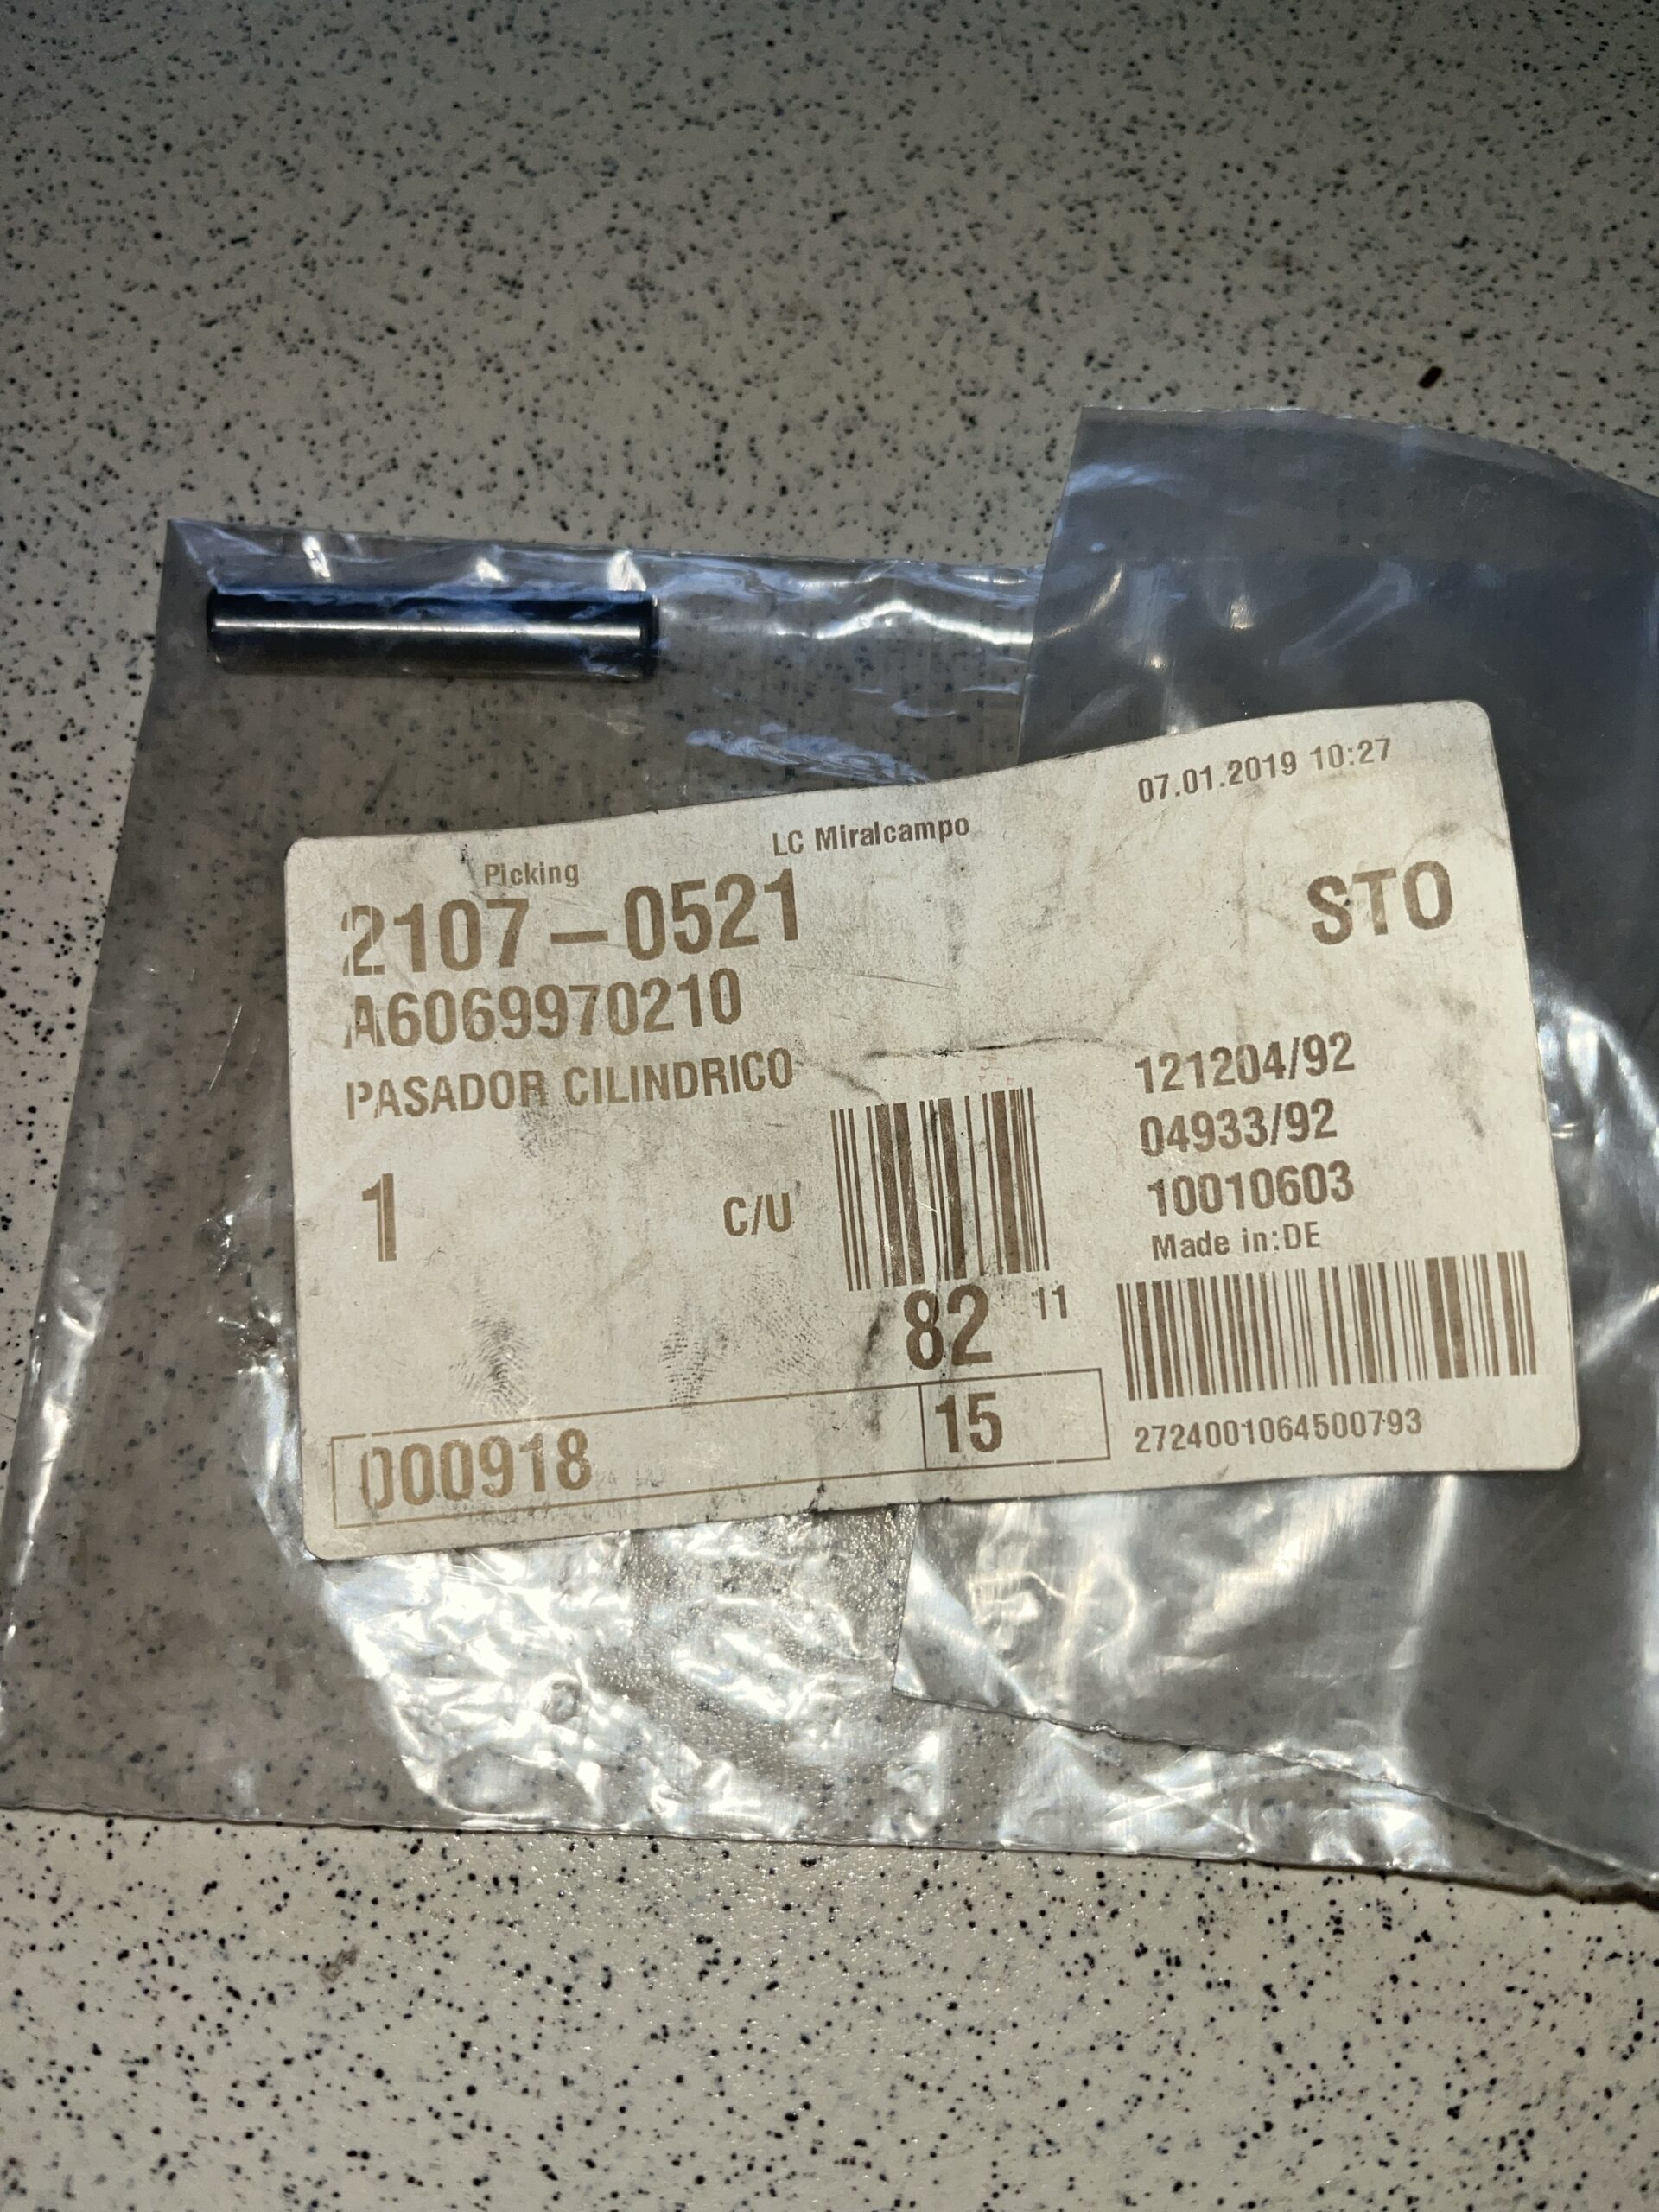 07.01.2019 10:27
LC Miralcampo
Picking
2107-0521
STO
A6069970210
PASADOR CILINDRICO
121204/92
04933/92
10010603
1
C/U
Made in:DE
82
11
15
000918
2724001064500793